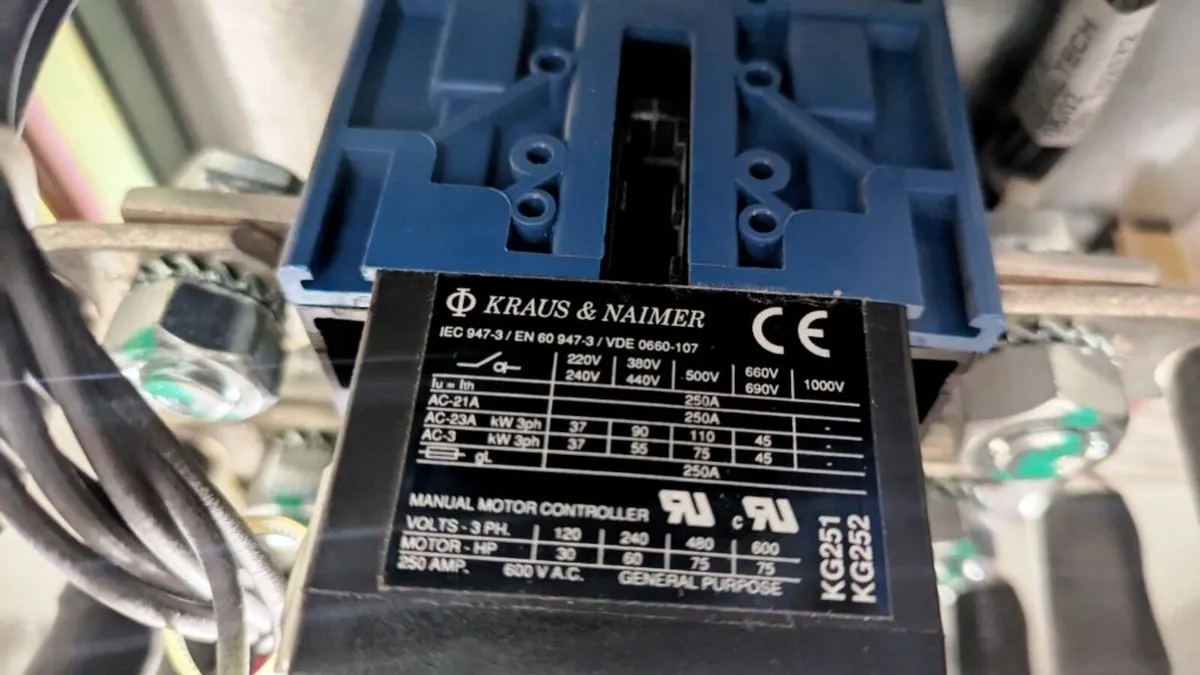 TECH
KRAUS & NAIMER
CE
IEC 947-3 / EN 60 947-3 / VDE 0660-107
220V 240V 380V 440V 500V 660V 690V 1000V
Iu = Ith 250A
AC-21A 250A -
AC-23A kW 3ph 37 90 110 45 -
AC-3 kW 3ph 37 55 75 45 -
gL 250A
MANUAL MOTOR CONTROLLER RU c RU
VOLTS - 3 PH. 120 240 480 600
MOTOR - HP 30 60 75 75
250 AMP. 600 V A.C. GENERAL PURPOSE
KG251
KG252